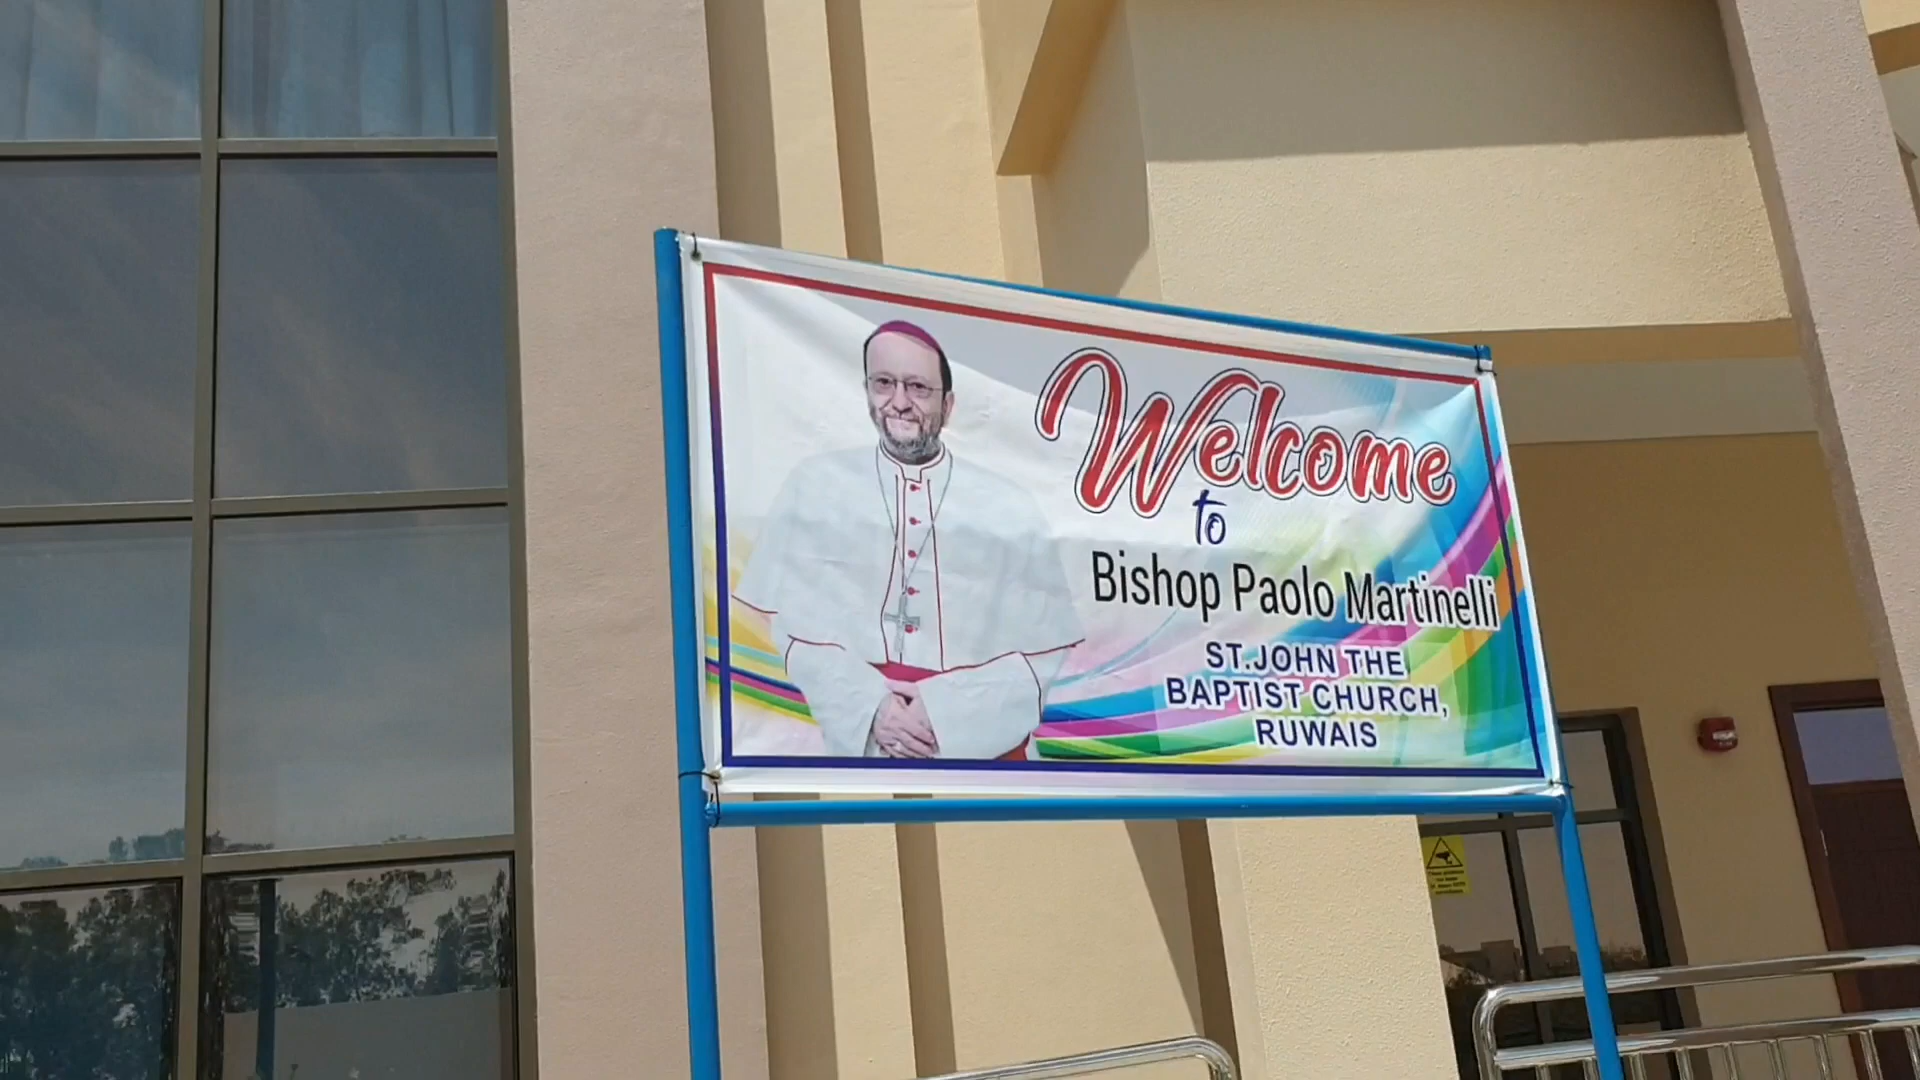 Welcome
to
Bishop Paolo Martinelli
ST.JOHN THE
BAPTIST CHURCH,
RUWAIS